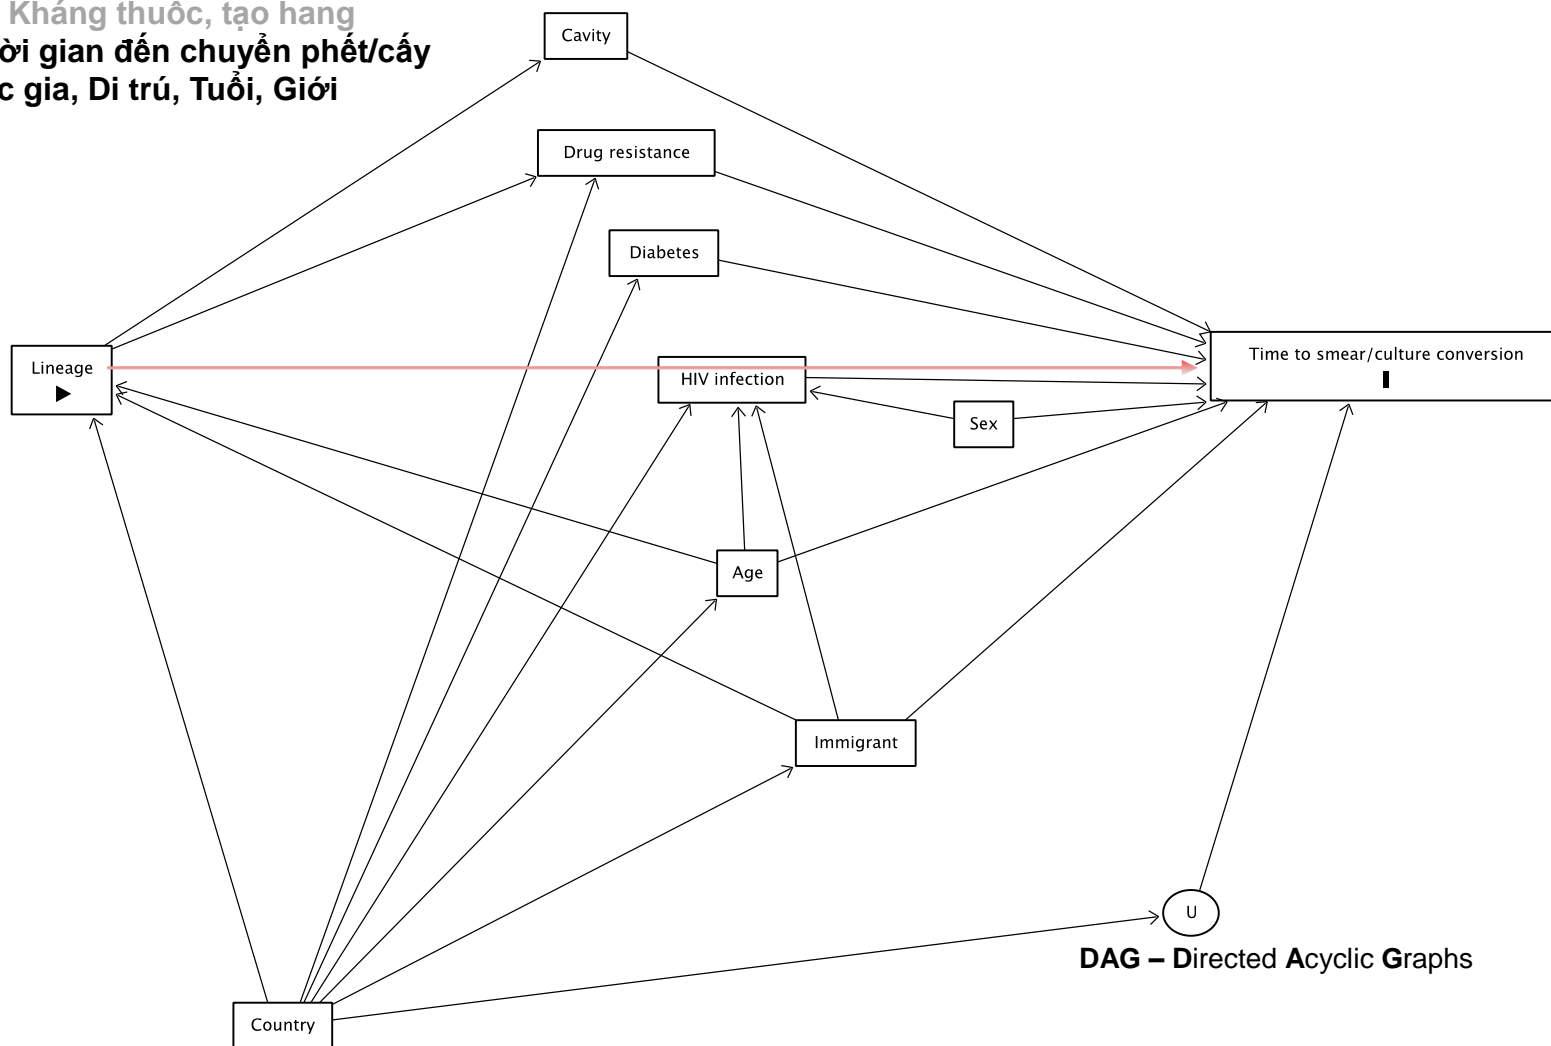 Kháng thuốc, tạo hang
ời gian đến chuyển phết/cấy
c gia, Di trú, Tuổi, Giới
Cavity
Drug resistance
Diabetes
Lineage
HIV infection
Time to smear/culture conversion
Sex
Age
Immigrant
U
DAG – Directed Acyclic Graphs
Country